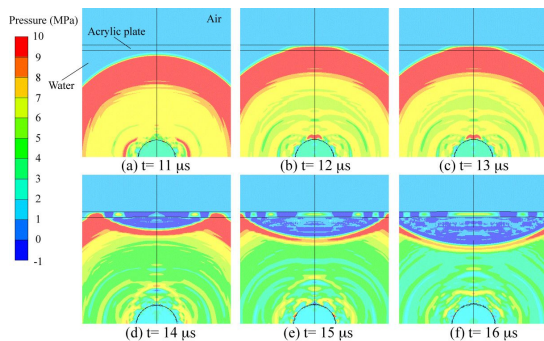 Pressure (MPa)
10
9
8
7
6
5
4
3
2
1
0
-1
Air
Acrylic plate
Water
(a) t= 11 μs
(b) t= 12 μs
(c) t= 13 μs
(d) t= 14 μs
(e) t= 15 μs
(f) t= 16 μs